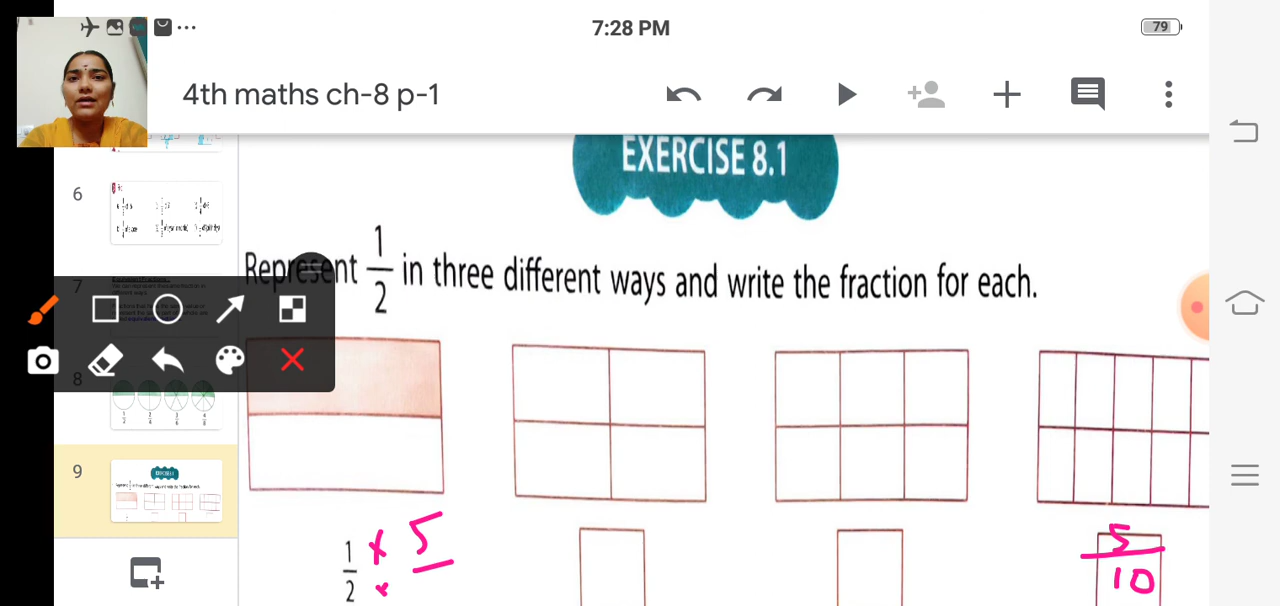 7:28 PM
79
4th maths ch-8 p-1
EXERCISE 8.1
Represent 1/2 in three different ways and write the fraction for each.
6
7
8
9
1/2 × 5
×
5/10